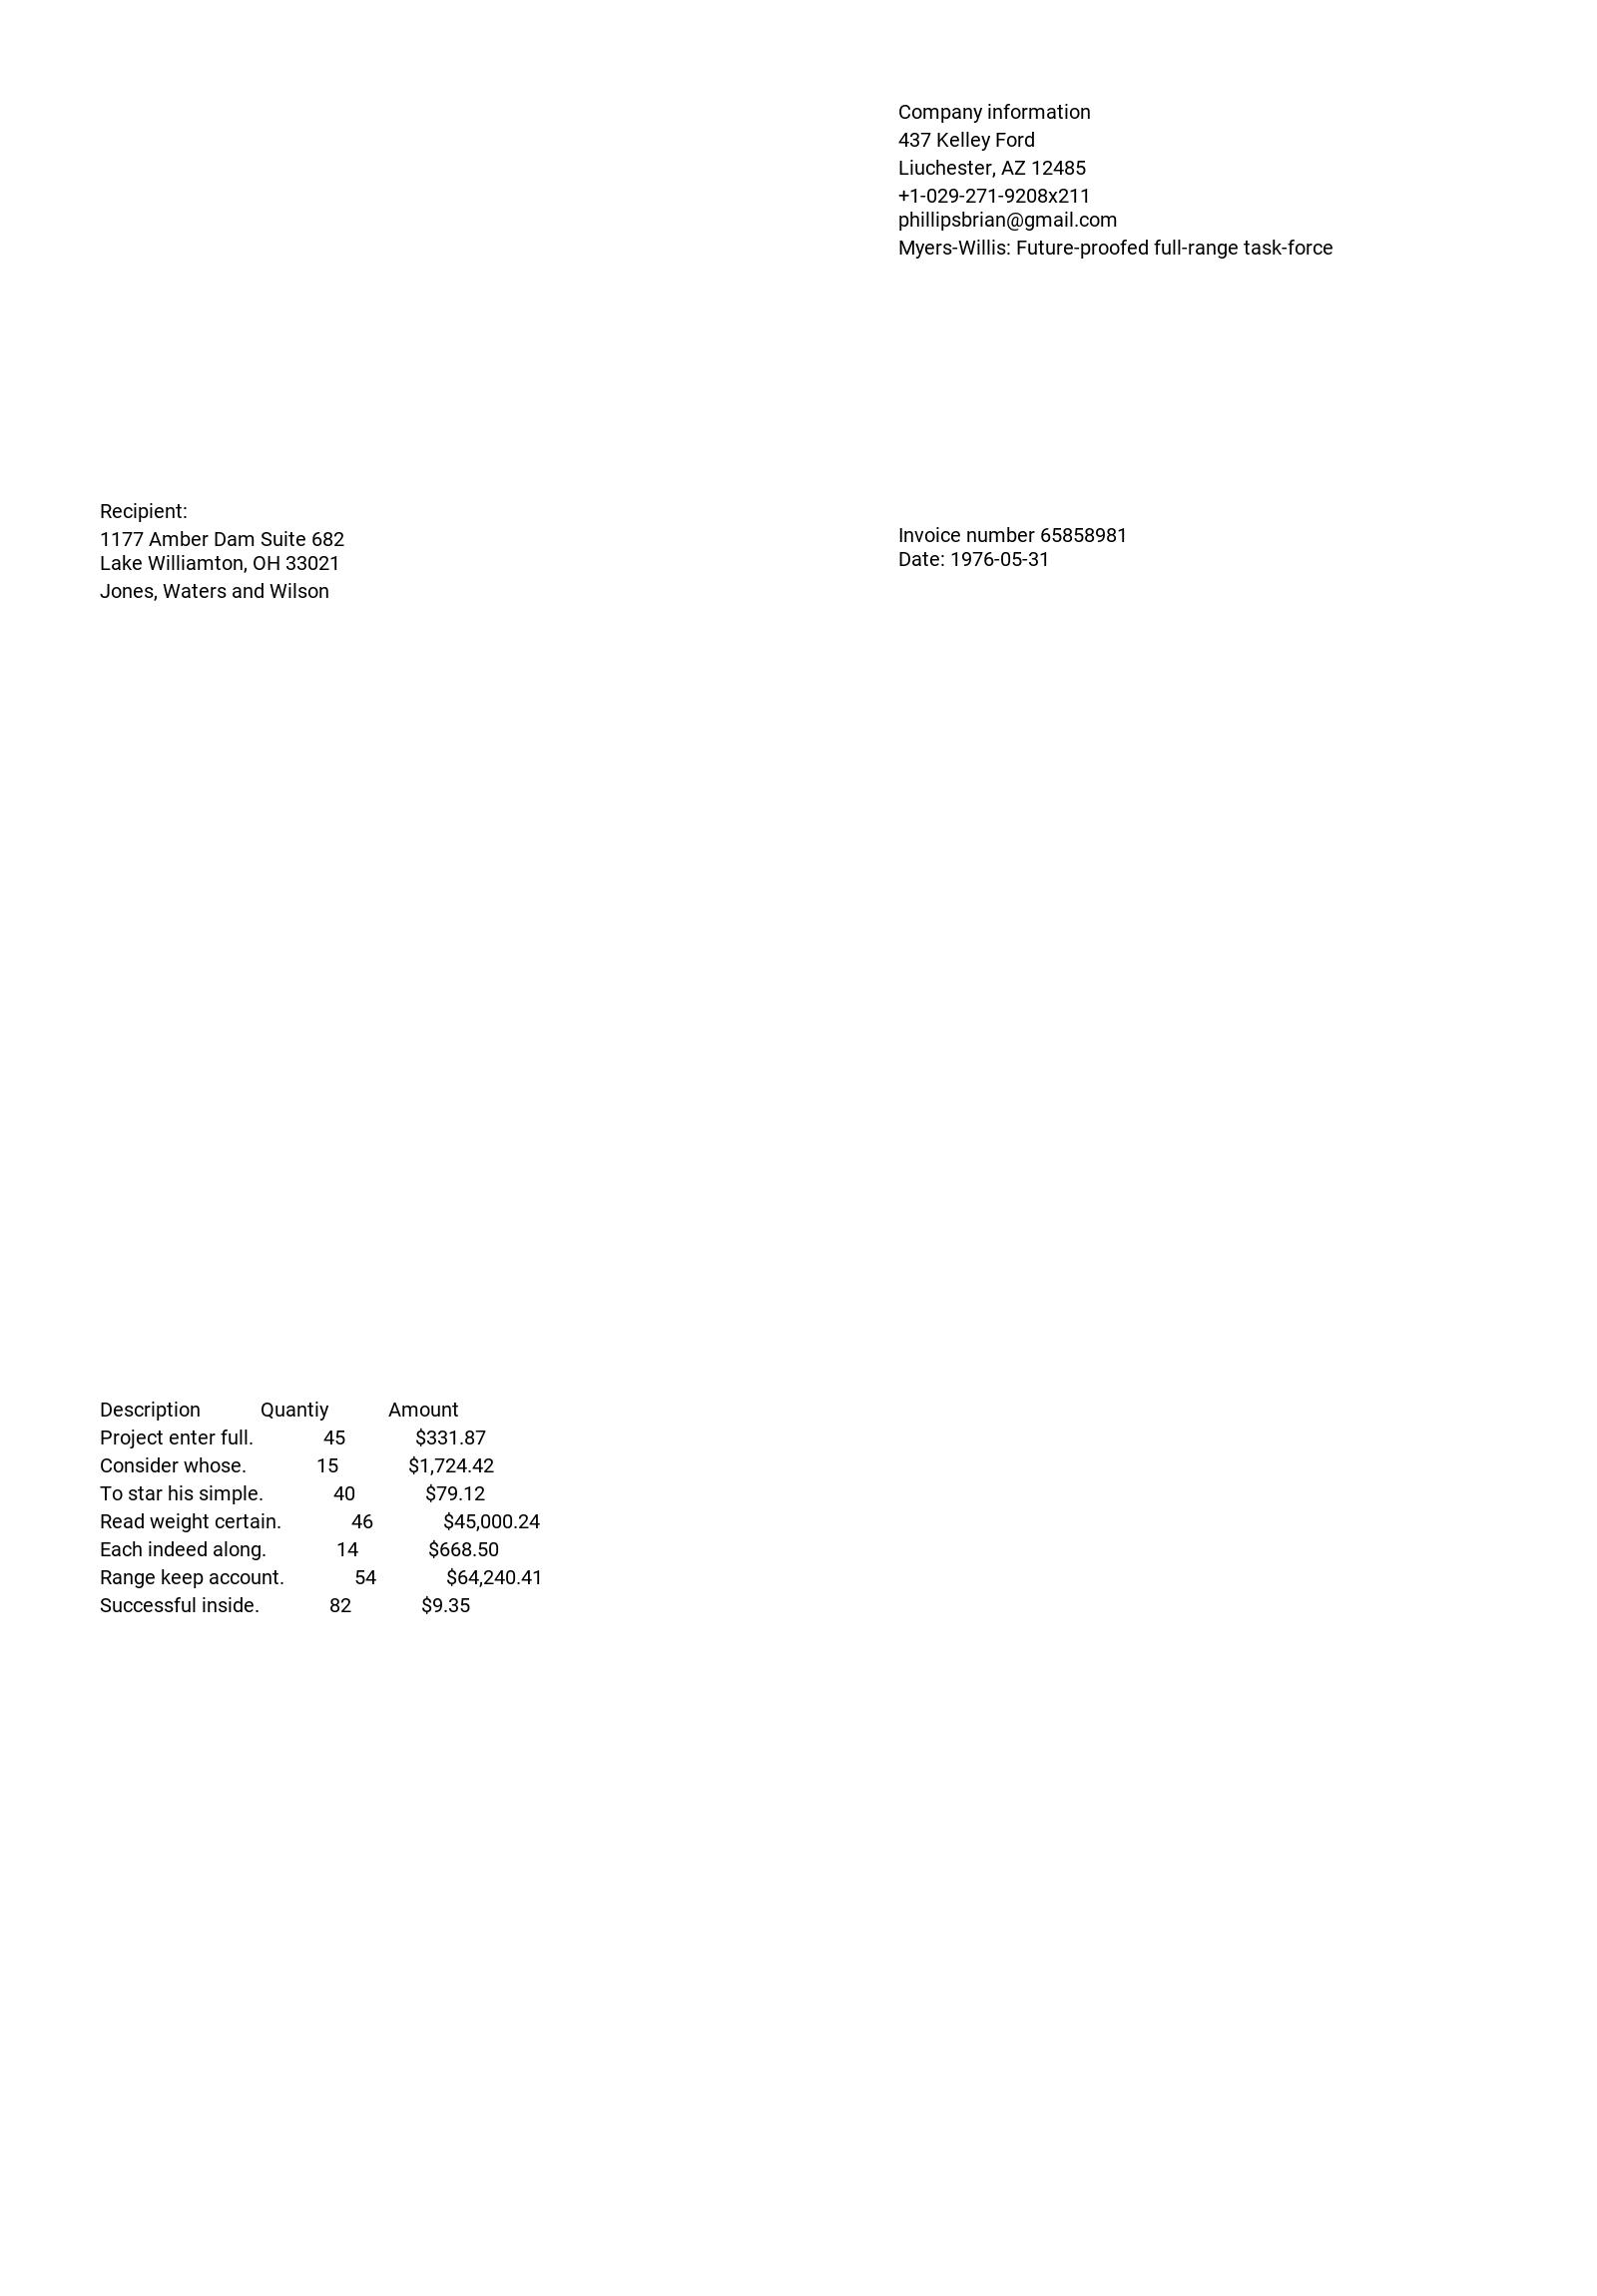 Company information
437 Kelley Ford
Liuchester, AZ 12485
+1-029-271-9208x211
phillipsbrian@gmail.com
Myers-Willis: Future-proofed full-range task-force
Recipient:
1177 Amber Dam Suite 682
Lake Williamton, OH 33021
Jones, Waters and Wilson
Invoice number 65858981
Date: 1976-05-31
Description Quantiy Amount
Project enter full. 45 $331.87
Consider whose. 15 $1,724.42
To star his simple. 40 $79.12
Read weight certain. 46 $45,000.24
Each indeed along. 14 $668.50
Range keep account. 54 $64,240.41
Successful inside. 82 $9.35